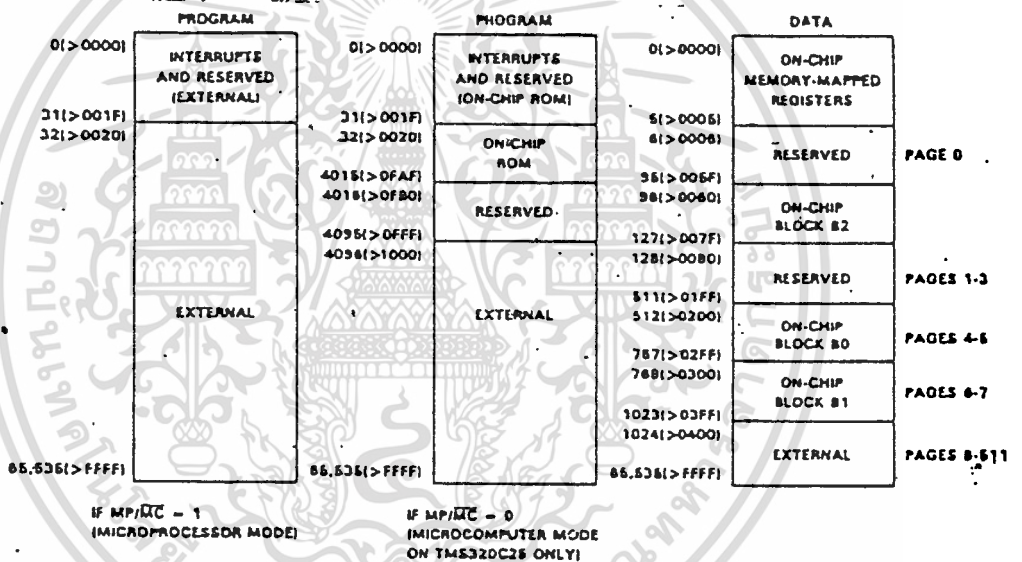 PROGRAM
0(>0000)
INTERRUPTS
AND RESERVED
(EXTERNAL)
31(>001F)
32(>0020)
EXTERNAL
65,535(>FFFF)
IF MP/M̅C̅ = 1
(MICROPROCESSOR MODE)
PROGRAM
0(>0000)
INTERRUPTS
AND RESERVED
(ON-CHIP ROM)
31(>001F)
32(>0020)
ON-CHIP
ROM
4015(>0FAF)
4016(>0FB0)
RESERVED
4095(>0FFF)
4096(>1000)
EXTERNAL
65,535(>FFFF)
IF MP/M̅C̅ = 0
(MICROCOMPUTER MODE
ON TMS320C25 ONLY)
DATA
0(>0000)
ON-CHIP
MEMORY-MAPPED
REGISTERS
5(>0005)
6(>0006)
RESERVED
PAGE 0
95(>005F)
96(>0060)
ON-CHIP
BLOCK B2
127(>007F)
128(>0080)
RESERVED
PAGES 1-3
511(>01FF)
512(>0200)
ON-CHIP
BLOCK B0
PAGES 4-5
767(>02FF)
768(>0300)
ON-CHIP
BLOCK B1
PAGES 6-7
1023(>03FF)
1024(>0400)
EXTERNAL
PAGES 8-511
65,535(>FFFF)